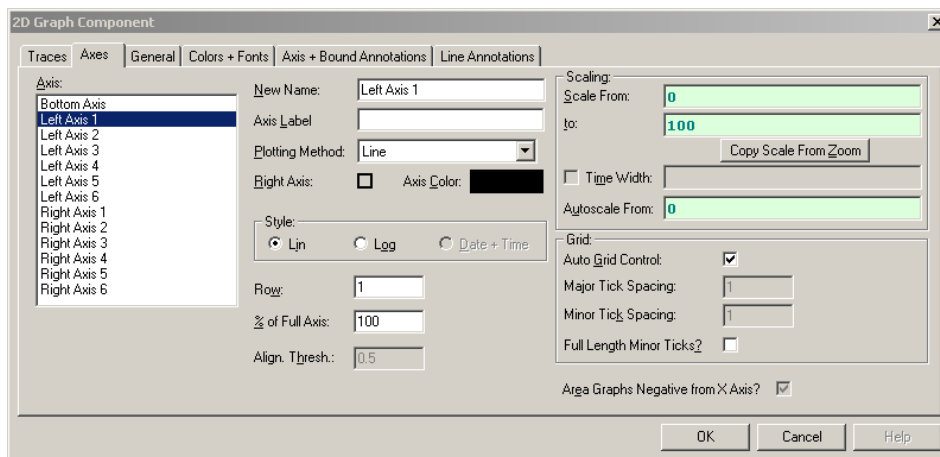 2D Graph Component
Traces
Axes
General
Colors + Fonts
Axis + Bound Annotations
Line Annotations
Axis:
Bottom Axis
Left Axis 1
Left Axis 2
Left Axis 3
Left Axis 4
Left Axis 5
Left Axis 6
Right Axis 1
Right Axis 2
Right Axis 3
Right Axis 4
Right Axis 5
Right Axis 6
New Name: Left Axis 1
Axis Label
Plotting Method: Line
Right Axis: Axis Color:
Style:
Lin Log Date + Time
Row: 1
% of Full Axis: 100
Align. Thresh.: 0.5
Scaling:
Scale From: 0
to: 100
Copy Scale From Zoom
Time Width:
Autoscale From: 0
Grid:
Auto Grid Control:
Major Tick Spacing: 1
Minor Tick Spacing: 1
Full Length Minor Ticks?
Area Graphs Negative from X Axis?
OK Cancel Help